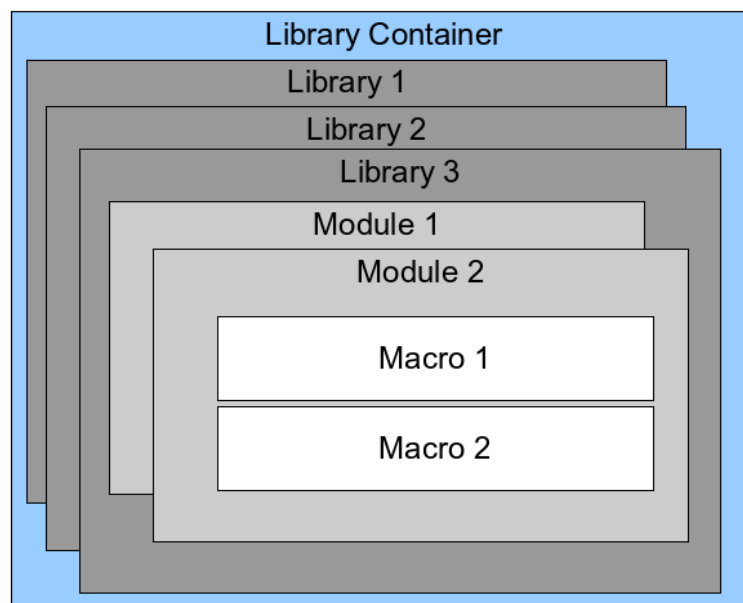 Library Container
Library 1
Library 2
Library 3
Module 1
Module 2
Macro 1
Macro 2